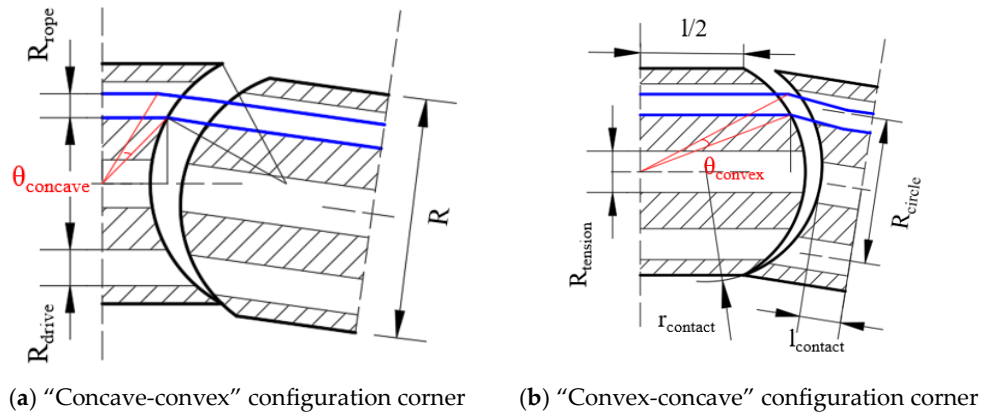 R_rope
θ_concave
R_drive
R
(a) “Concave-convex” configuration corner
l/2
θ_convex
R_tension
R_circle
r_contact
l_contact
(b) “Convex-concave” configuration corner